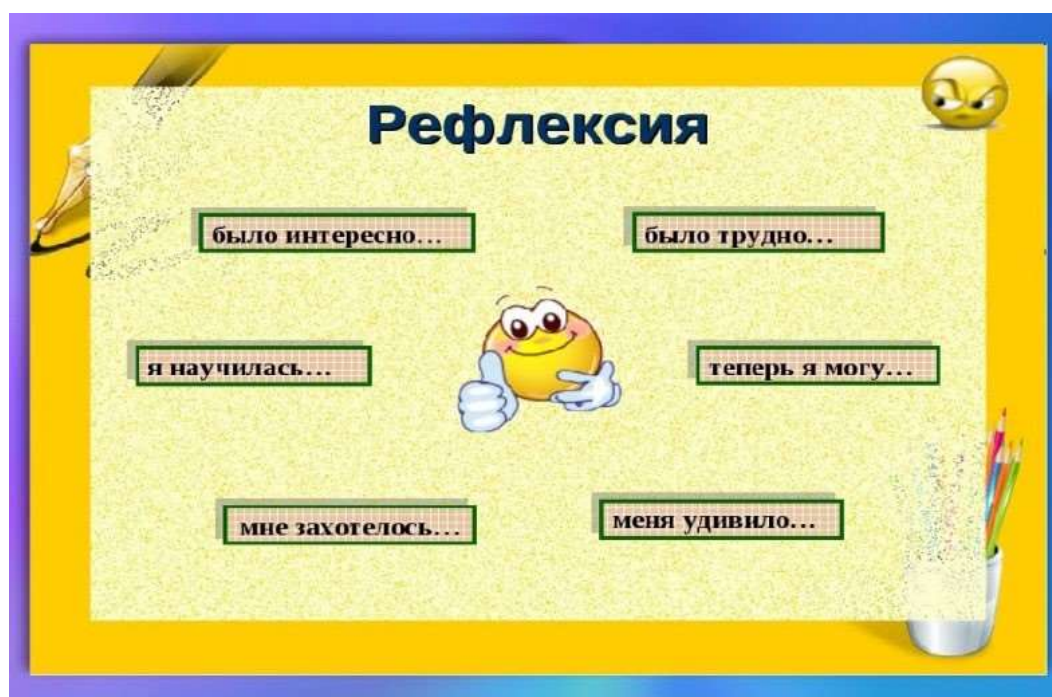 Рефлексия
было интересно...
было трудно...
я научилась...
теперь я могу...
мне захотелось...
меня удивило...